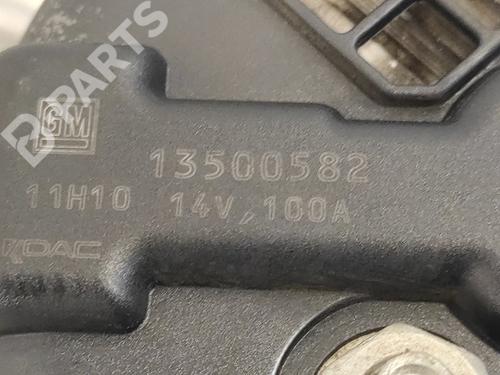 B-PARTS
GM
13500582
11H10 14V, 100A
KDAC